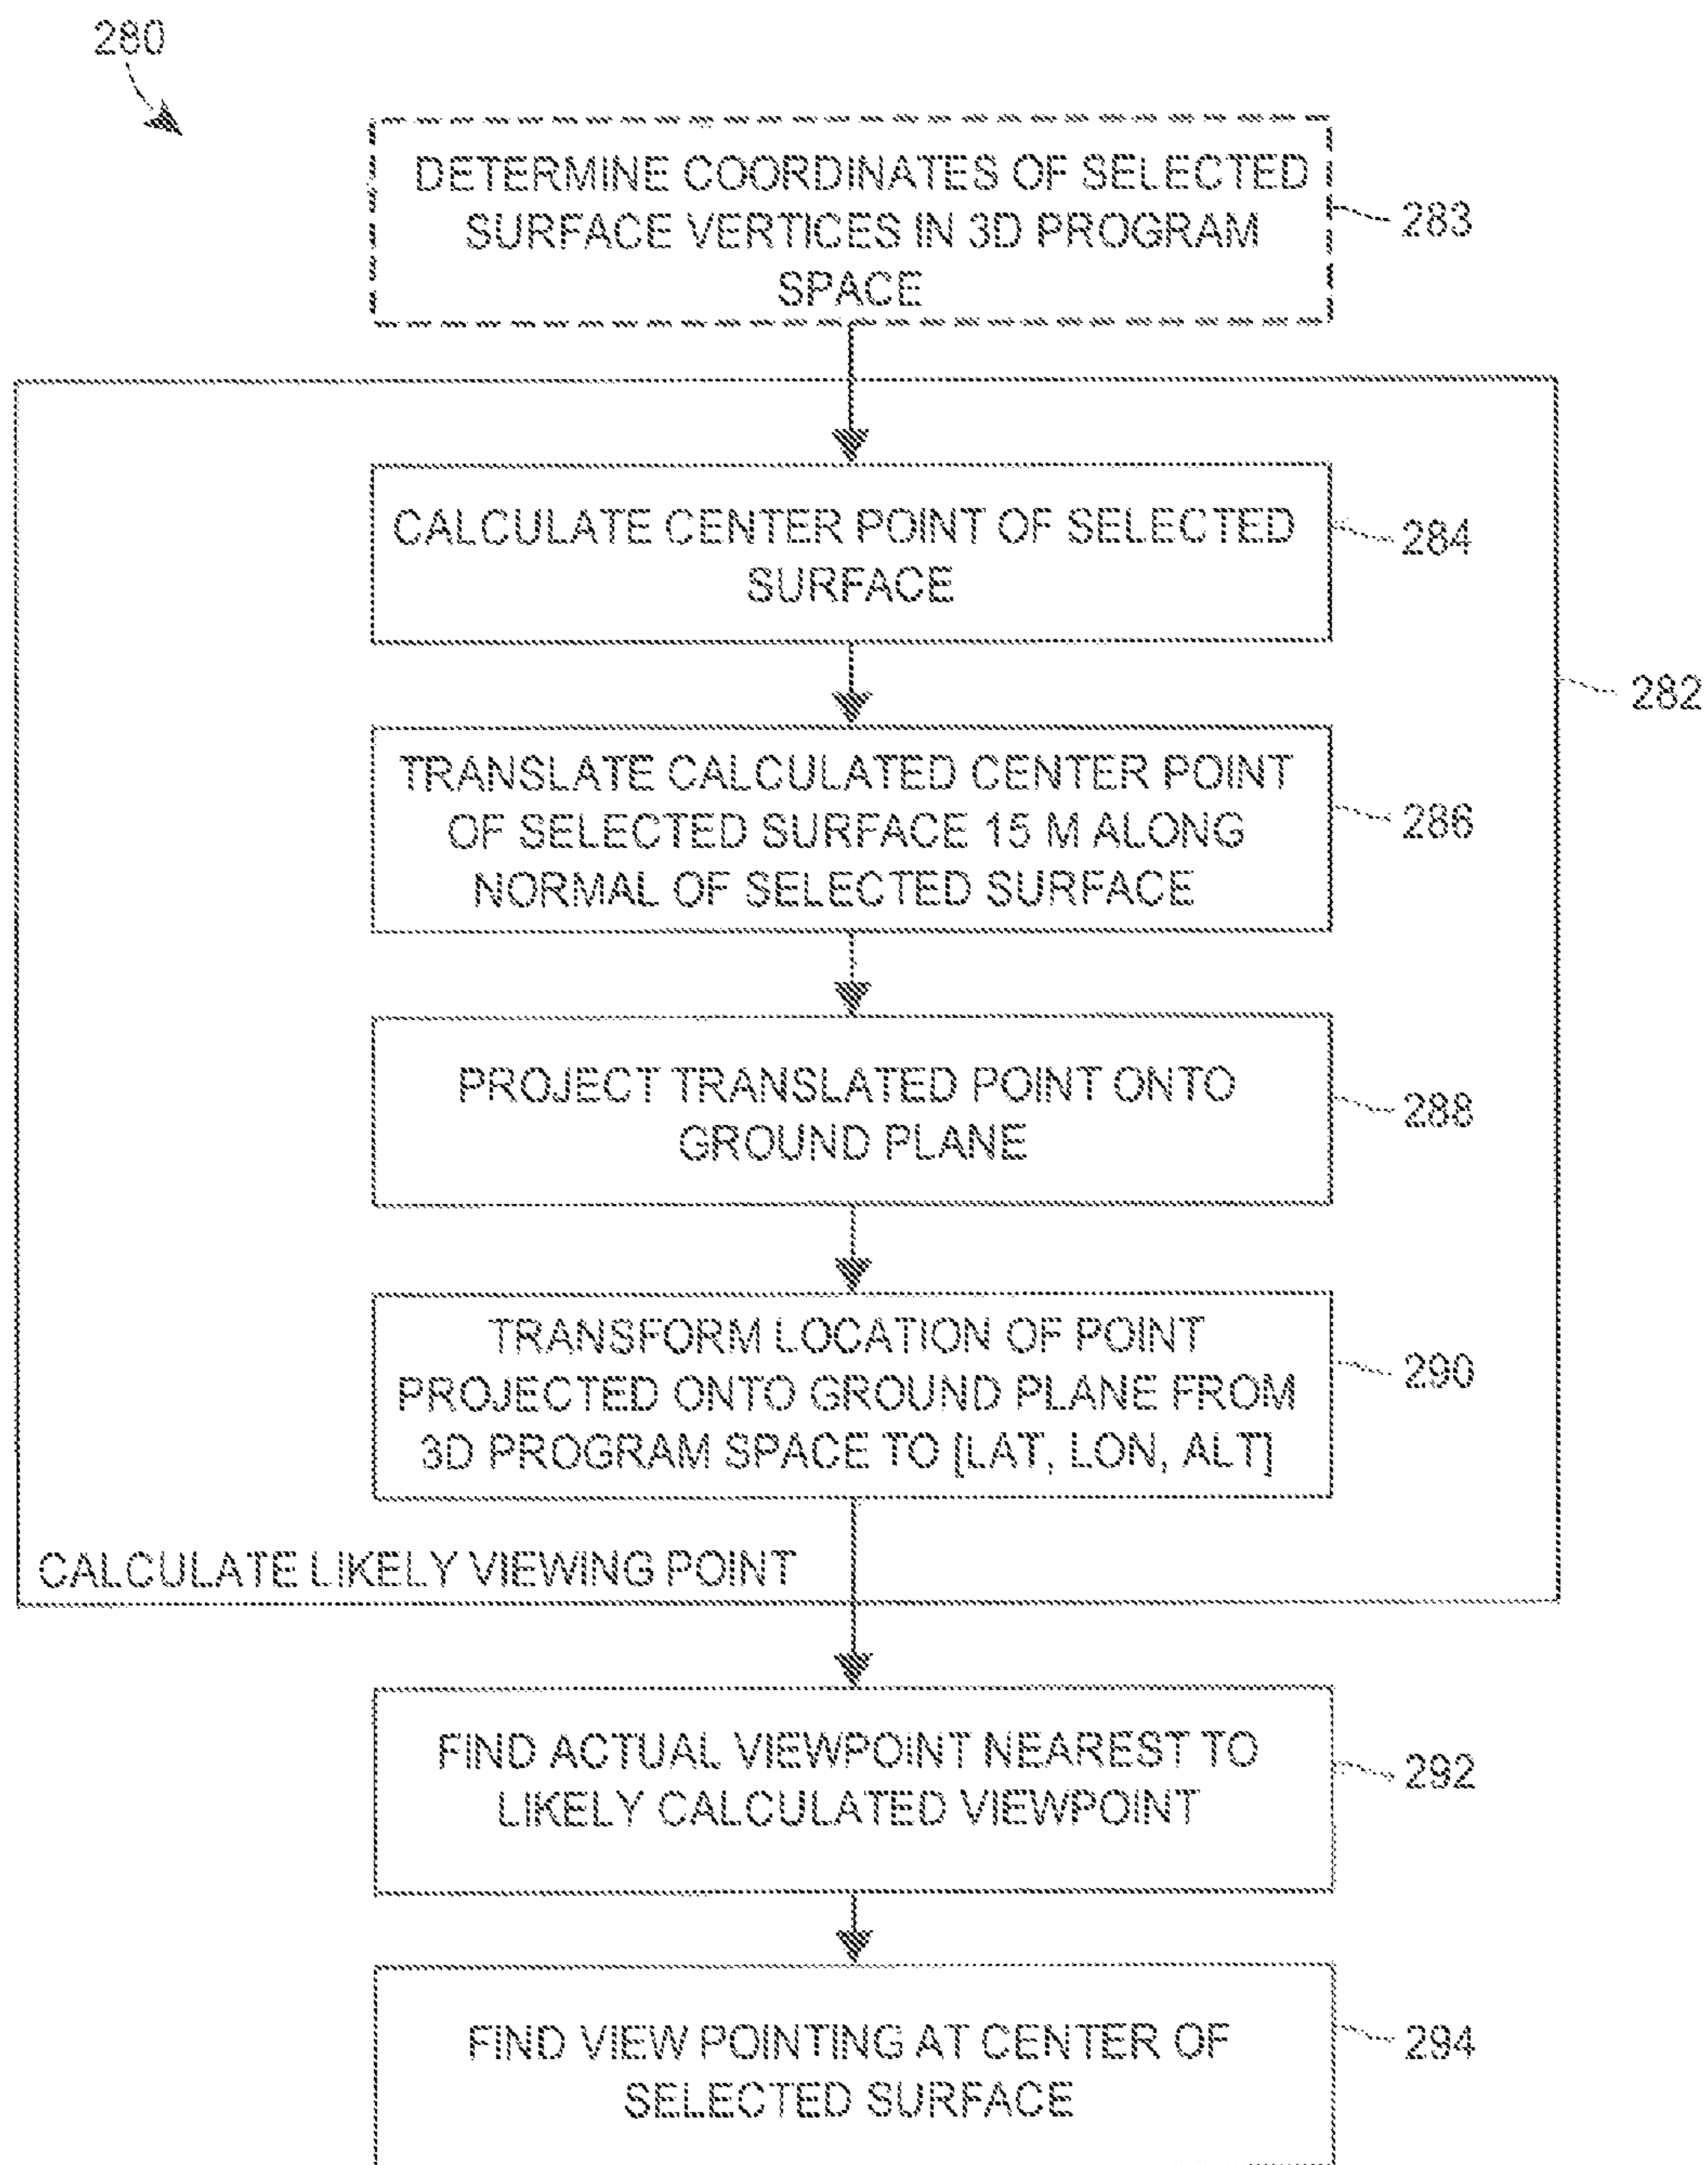 280
DETERMINE COORDINATES OF SELECTED
SURFACE VERTICES IN 3D PROGRAM
SPACE
283
CALCULATE CENTER POINT OF SELECTED
SURFACE
284
282
TRANSLATE CALCULATED CENTER POINT
OF SELECTED SURFACE 15 M ALONG
NORMAL OF SELECTED SURFACE
286
PROJECT TRANSLATED POINT ONTO
GROUND PLANE
288
TRANSFORM LOCATION OF POINT
PROJECTED ONTO GROUND PLANE FROM
3D PROGRAM SPACE TO [LAT, LON, ALT]
290
CALCULATE LIKELY VIEWING POINT
FIND ACTUAL VIEWPOINT NEAREST TO
LIKELY CALCULATED VIEWPOINT
292
FIND VIEW POINTING AT CENTER OF
SELECTED SURFACE
294